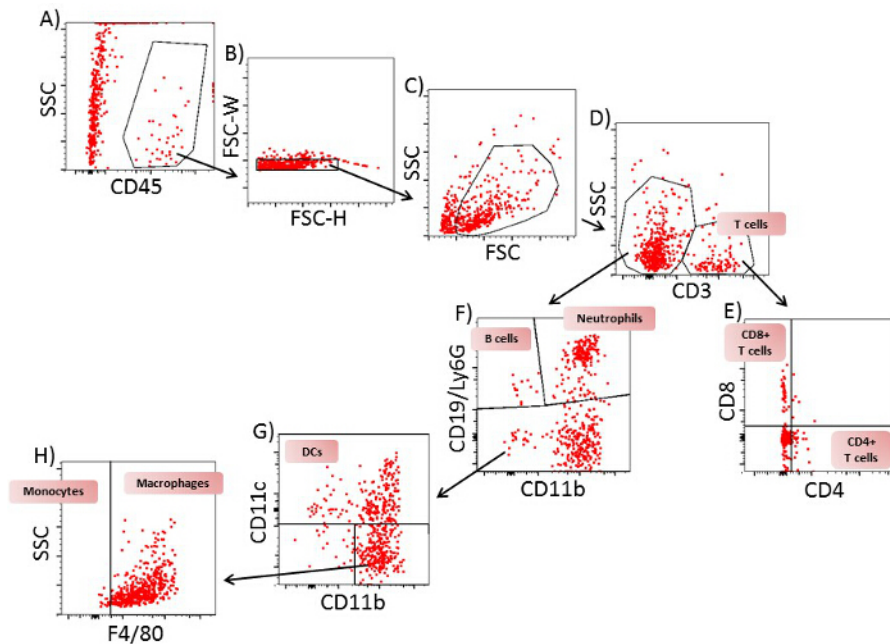 A)
SSC
CD45
B)
FSC-W
FSC-H
C)
SSC
FSC
D)
SSC
T cells
CD3
E)
CD8+
T cells
CD8
CD4+
T cells
CD4
F)
B cells
Neutrophils
CD19/Ly6G
CD11b
G)
DCs
CD11c
CD11b
H)
Monocytes
Macrophages
SSC
F4/80